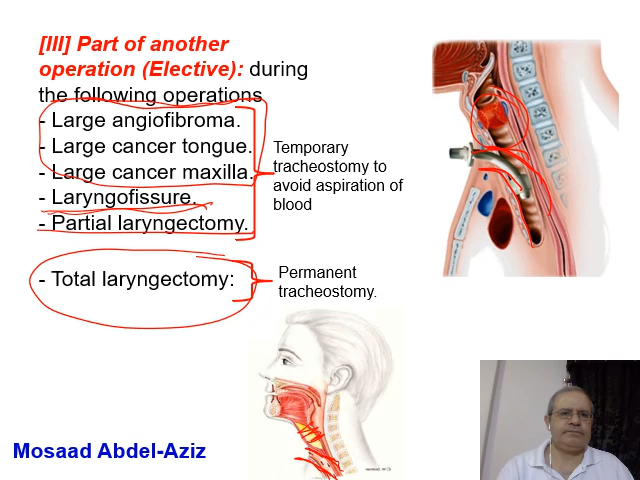 [III] Part of another
operation (Elective): during
the following operations
- Large angiofibroma.
- Large cancer tongue.
- Large cancer maxilla.
- Laryngofissure.
- Partial laryngectomy.
Temporary
tracheostomy to
avoid aspiration of
blood
- Total laryngectomy:
Permanent
tracheostomy.
Mosaad Abdel-Aziz